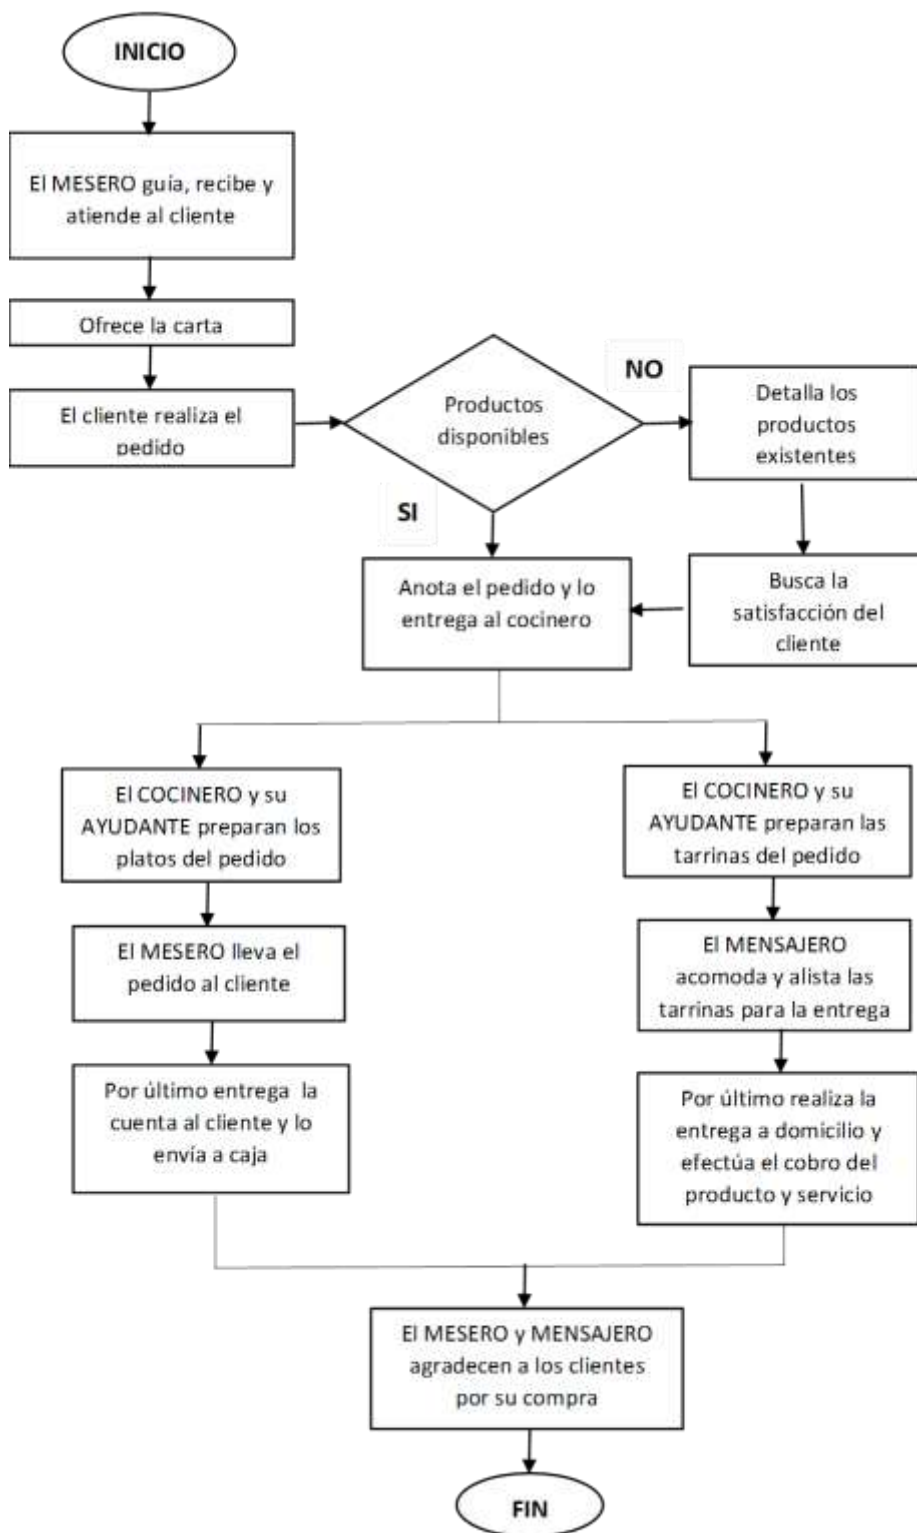 INICIO
El MESERO guía, recibe y
atiende al cliente
Ofrece la carta
El cliente realiza el
pedido
Productos
disponibles
NO
Detalla los
productos
existentes
SI
Anota el pedido y lo
entrega al cocinero
Busca la
satisfacción del
cliente
El COCINERO y su
AYUDANTE preparan los
platos del pedido
El MESERO lleva el
pedido al cliente
Por último entrega la
cuenta al cliente y lo
envía a caja
El COCINERO y su
AYUDANTE preparan las
tarrinas del pedido
El MENSAJERO
acomoda y alista las
tarrinas para la entrega
Por último realiza la
entrega a domicilio y
efectúa el cobro del
producto y servicio
El MESERO y MENSAJERO
agradecen a los clientes
por su compra
FIN